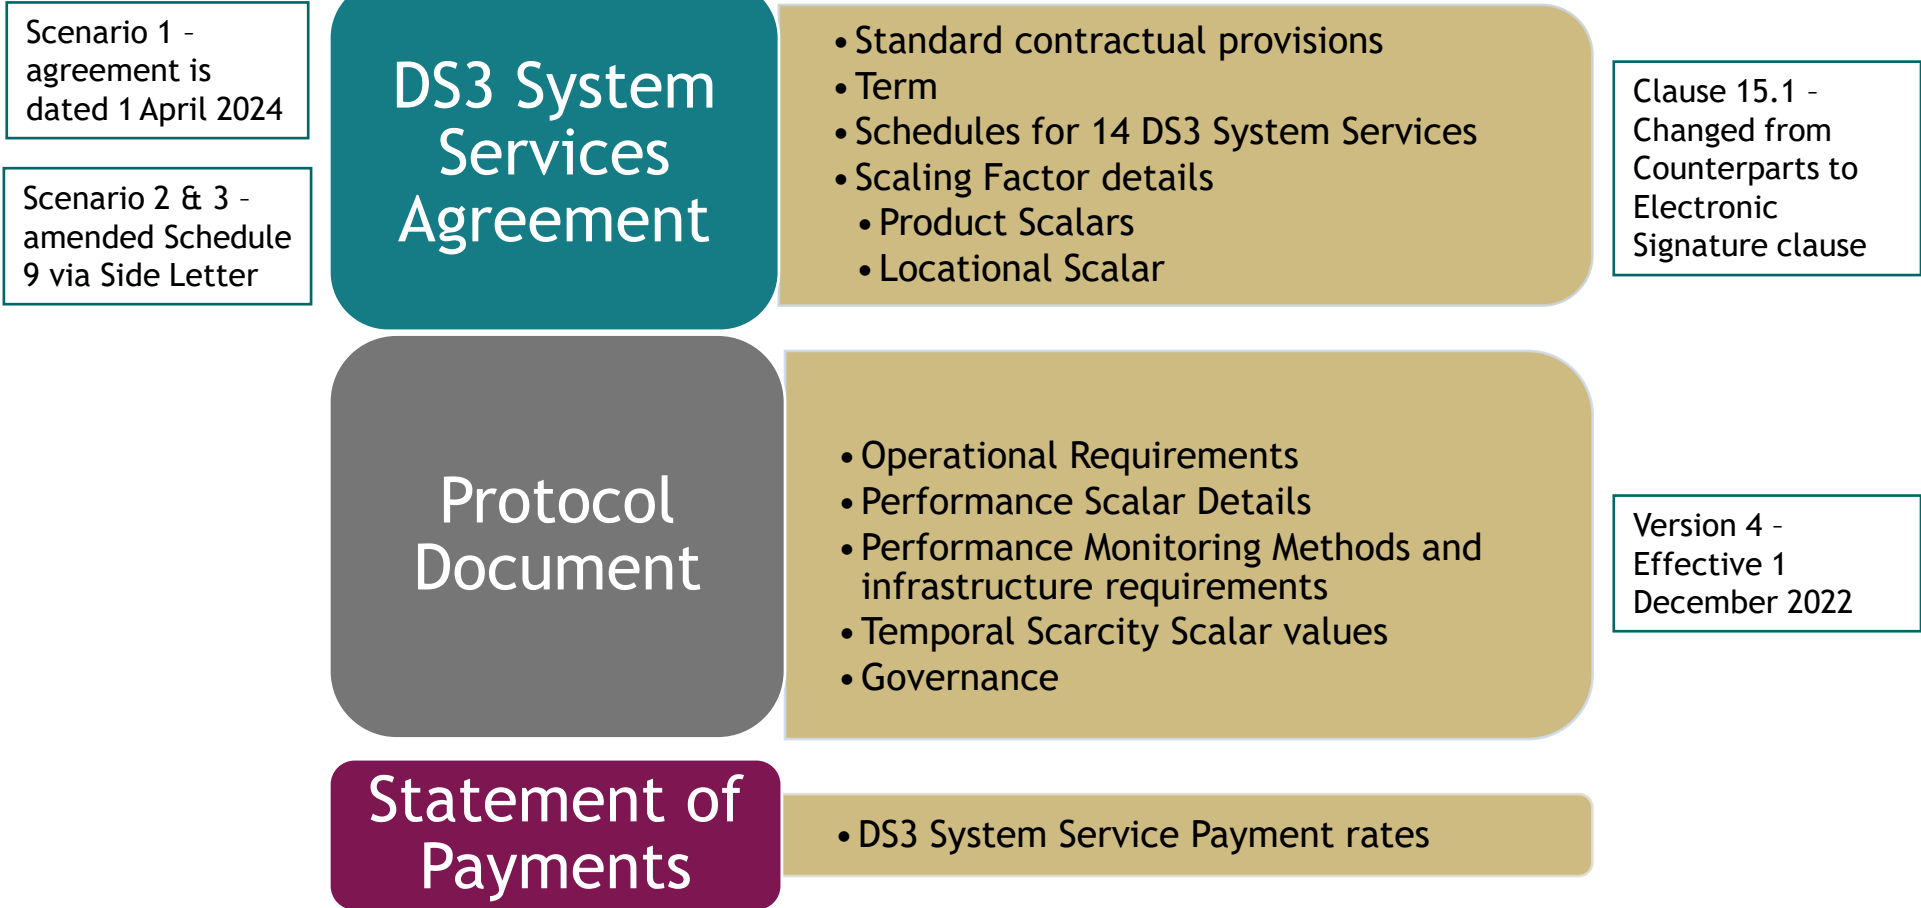 Scenario 1 –
agreement is
dated 1 April 2024
Scenario 2 & 3 –
amended Schedule
9 via Side Letter
DS3 System
Services
Agreement
• Standard contractual provisions
• Term
• Schedules for 14 DS3 System Services
• Scaling Factor details
• Product Scalars
• Locational Scalar
Clause 15.1 –
Changed from
Counterparts to
Electronic
Signature clause
Protocol
Document
• Operational Requirements
• Performance Scalar Details
• Performance Monitoring Methods and
infrastructure requirements
• Temporal Scarcity Scalar values
• Governance
Version 4 –
Effective 1
December 2022
Statement of
Payments
• DS3 System Service Payment rates